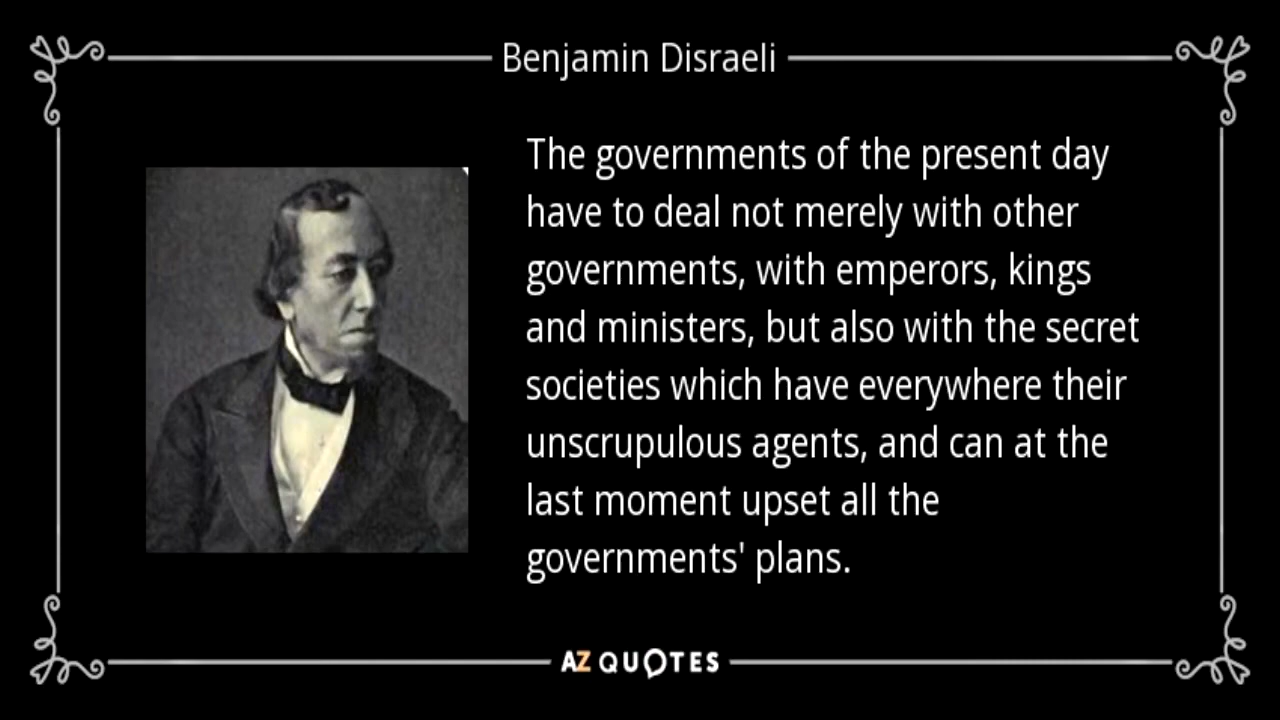 Benjamin Disraeli
The governments of the present day
have to deal not merely with other
governments, with emperors, kings
and ministers, but also with the secret
societies which have everywhere their
unscrupulous agents, and can at the
last moment upset all the
governments' plans.
AZ QUOTES